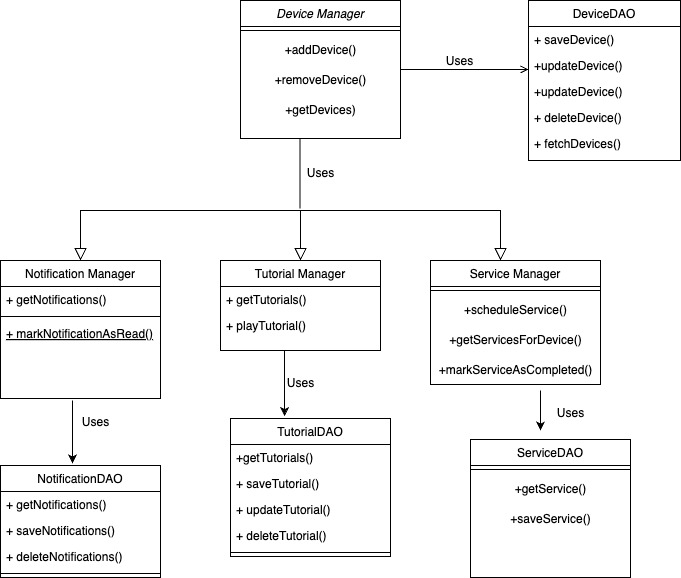 Device Manager
+addDevice()
+removeDevice()
+getDevices)
Uses
DeviceDAO
+ saveDevice()
+updateDevice()
+updateDevice()
+ deleteDevice()
+ fetchDevices()
Uses
Notification Manager
+ getNotifications()
+ markNotificationAsRead()
Tutorial Manager
+ getTutorials()
+ playTutorial()
Service Manager
+scheduleService()
+getServicesForDevice()
+markServiceAsCompleted()
Uses
Uses
Uses
NotificationDAO
+ getNotifications()
+ saveNotifications()
+ deleteNotifications()
TutorialDAO
+getTutorials()
+ saveTutorial()
+ updateTutorial()
+ deleteTutorial()
ServiceDAO
+getService()
+saveService()